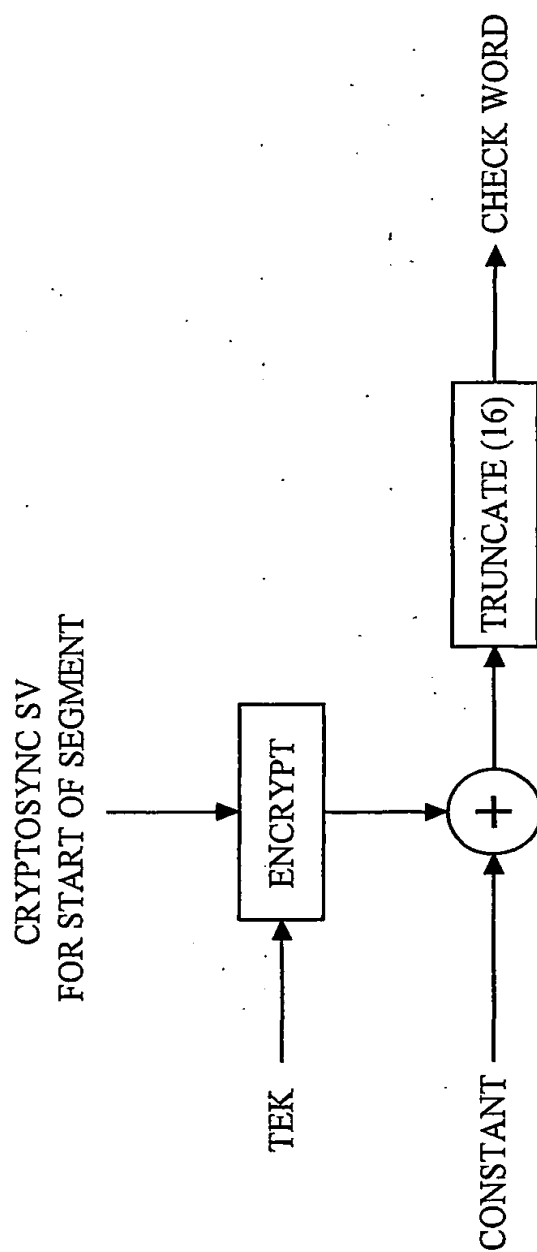 CRYPTOSYNC SV
FOR START OF SEGMENT
TEK
ENCRYPT
CONSTANT
+
TRUNCATE (16)
CHECK WORD